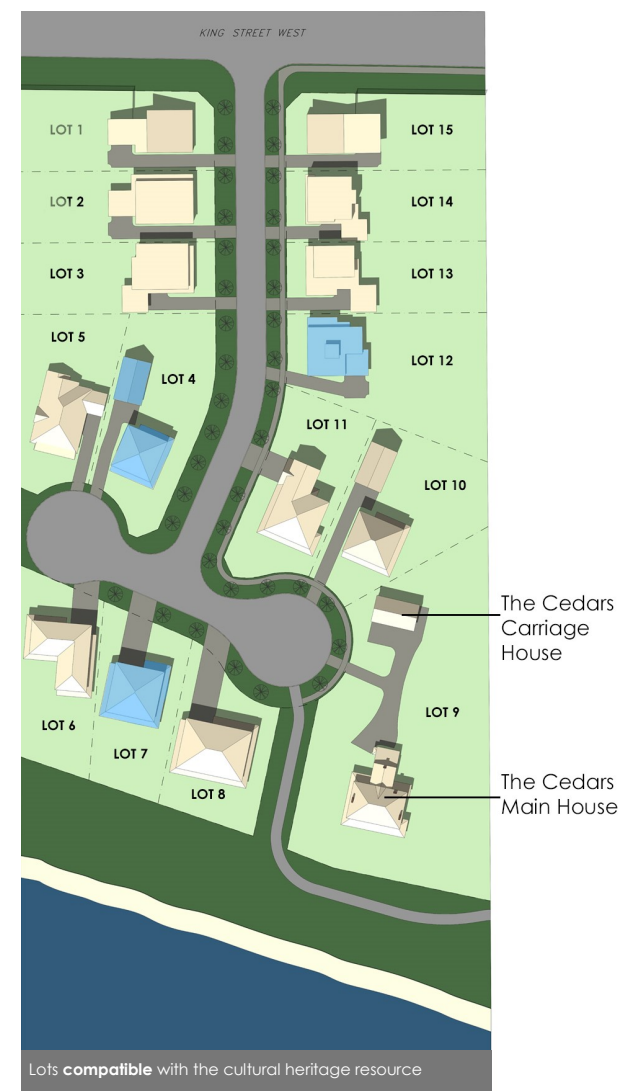 KING STREET WEST
LOT 1
LOT 15
LOT 2
LOT 14
LOT 3
LOT 13
LOT 5
LOT 12
LOT 4
LOT 11
LOT 10
The Cedars
Carriage
House
LOT 9
LOT 6
LOT 7
The Cedars
Main House
LOT 8
Lots compatible with the cultural heritage resource